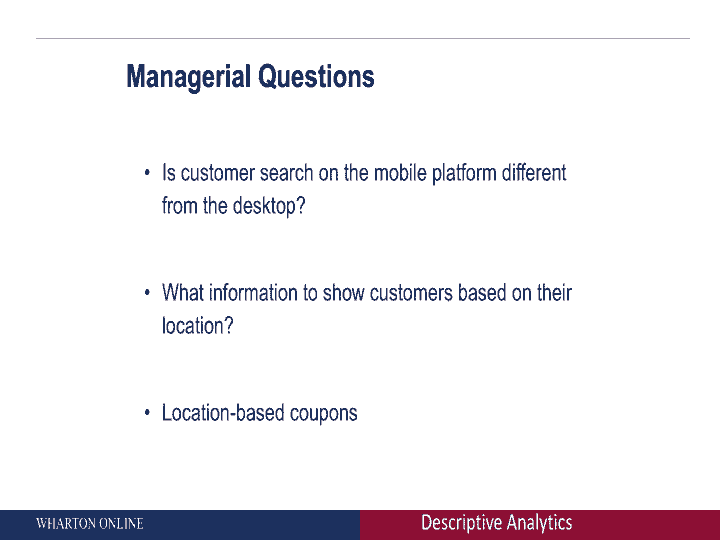 Managerial Questions
• Is customer search on the mobile platform different
from the desktop?
• What information to show customers based on their
location?
• Location-based coupons
WHARTON ONLINE
Descriptive Analytics